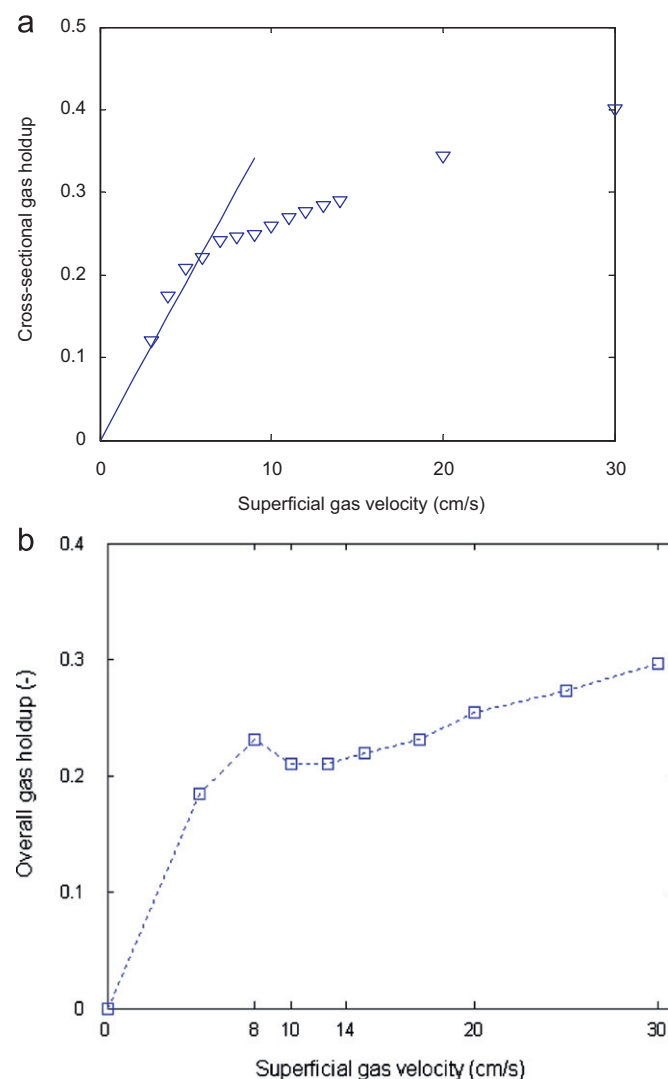 a
0.5
0.4
0.3
0.2
0.1
0
0 10 20 30
Cross-sectional gas holdup
Superficial gas velocity (cm/s)
b
0.4
0.3
0.2
0.1
0
0 8 10 14 20 30
Overall gas holdup (-)
Superficial gas velocity (cm/s)